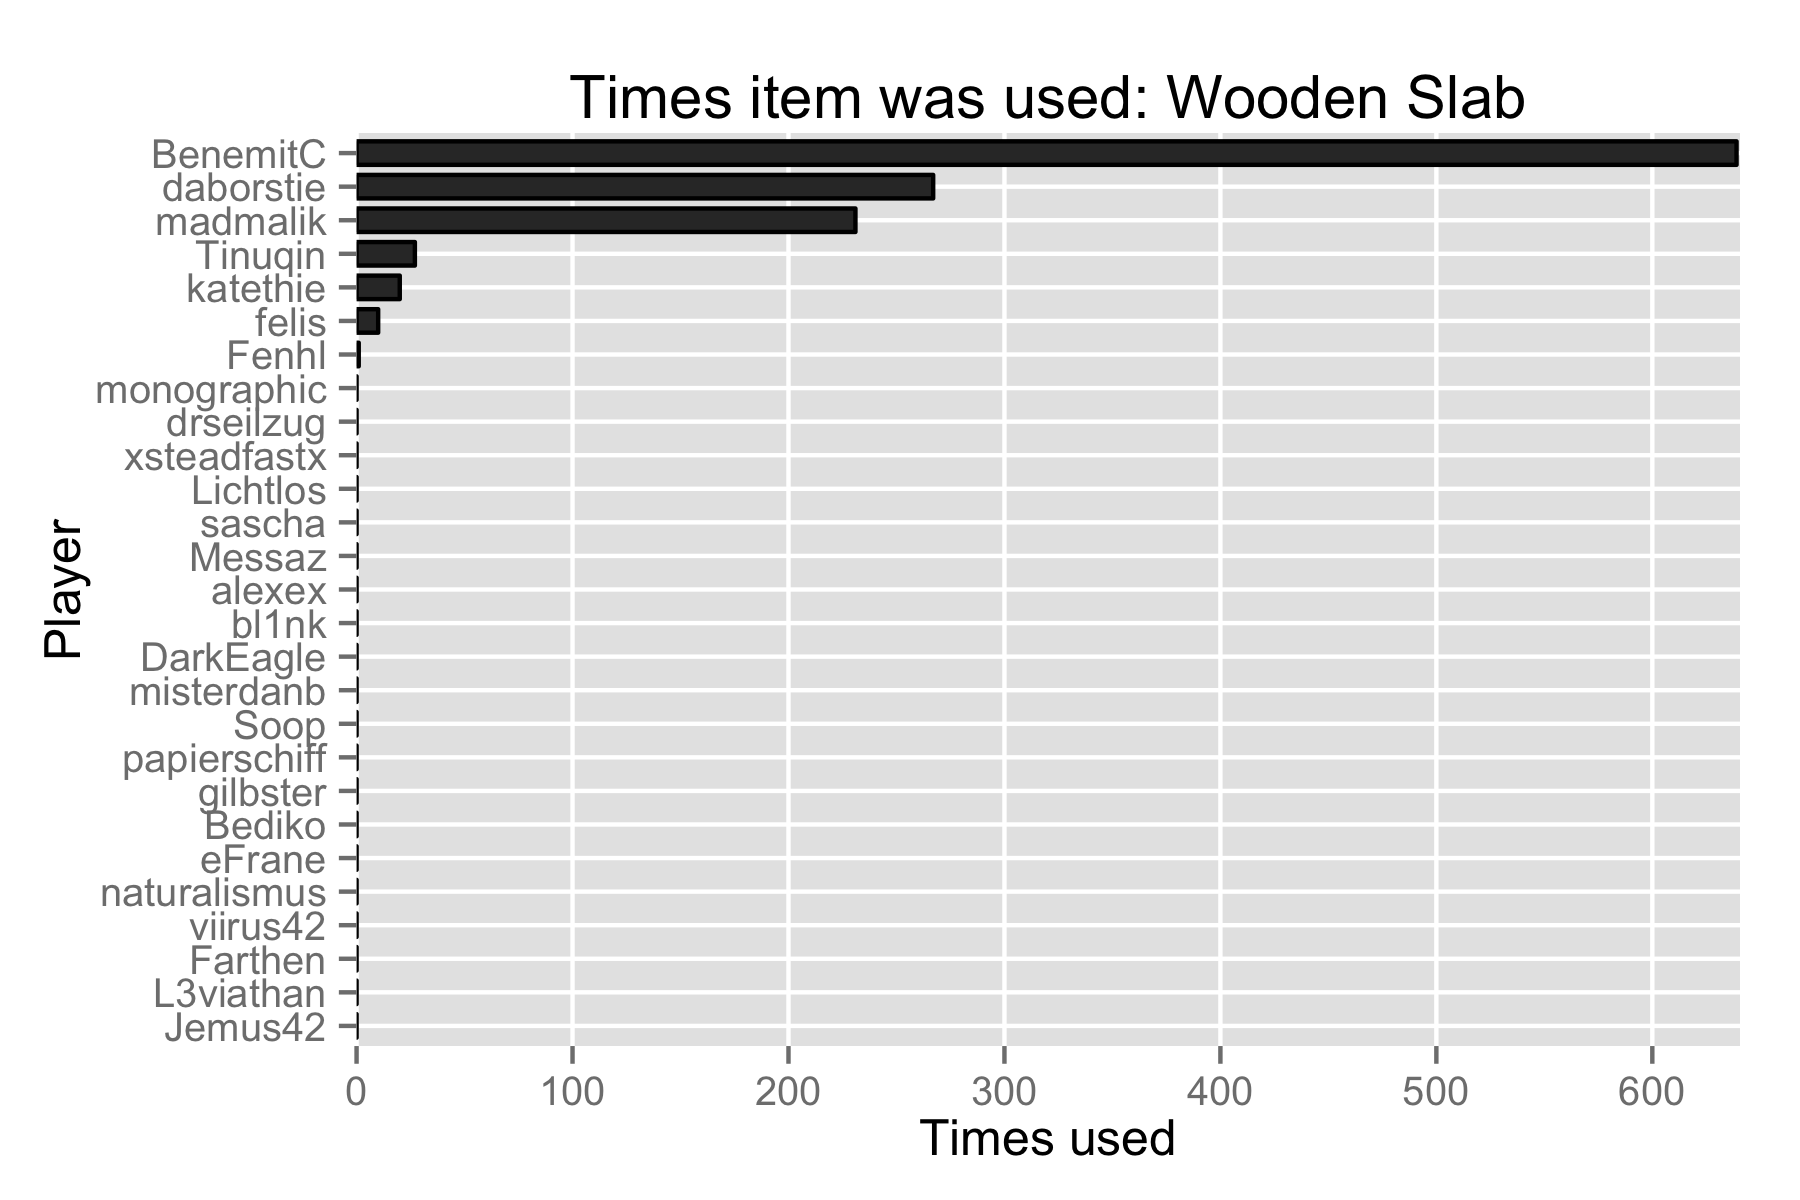 Times item was used: Wooden Slab
BenemitC
daborstie
madmalik
Tinuqin
katethie
felis
Fenhl
monographic
drseilzug
xsteadfastx
Lichtlos
sascha
Messaz
alexex
bl1nk
DarkEagle
misterdanb
Soop
papierschiff
gilbster
Bediko
eFrane
naturalismus
viirus42
Farthen
L3viathan
Jemus42
Player
0 100 200 300 400 500 600
Times used